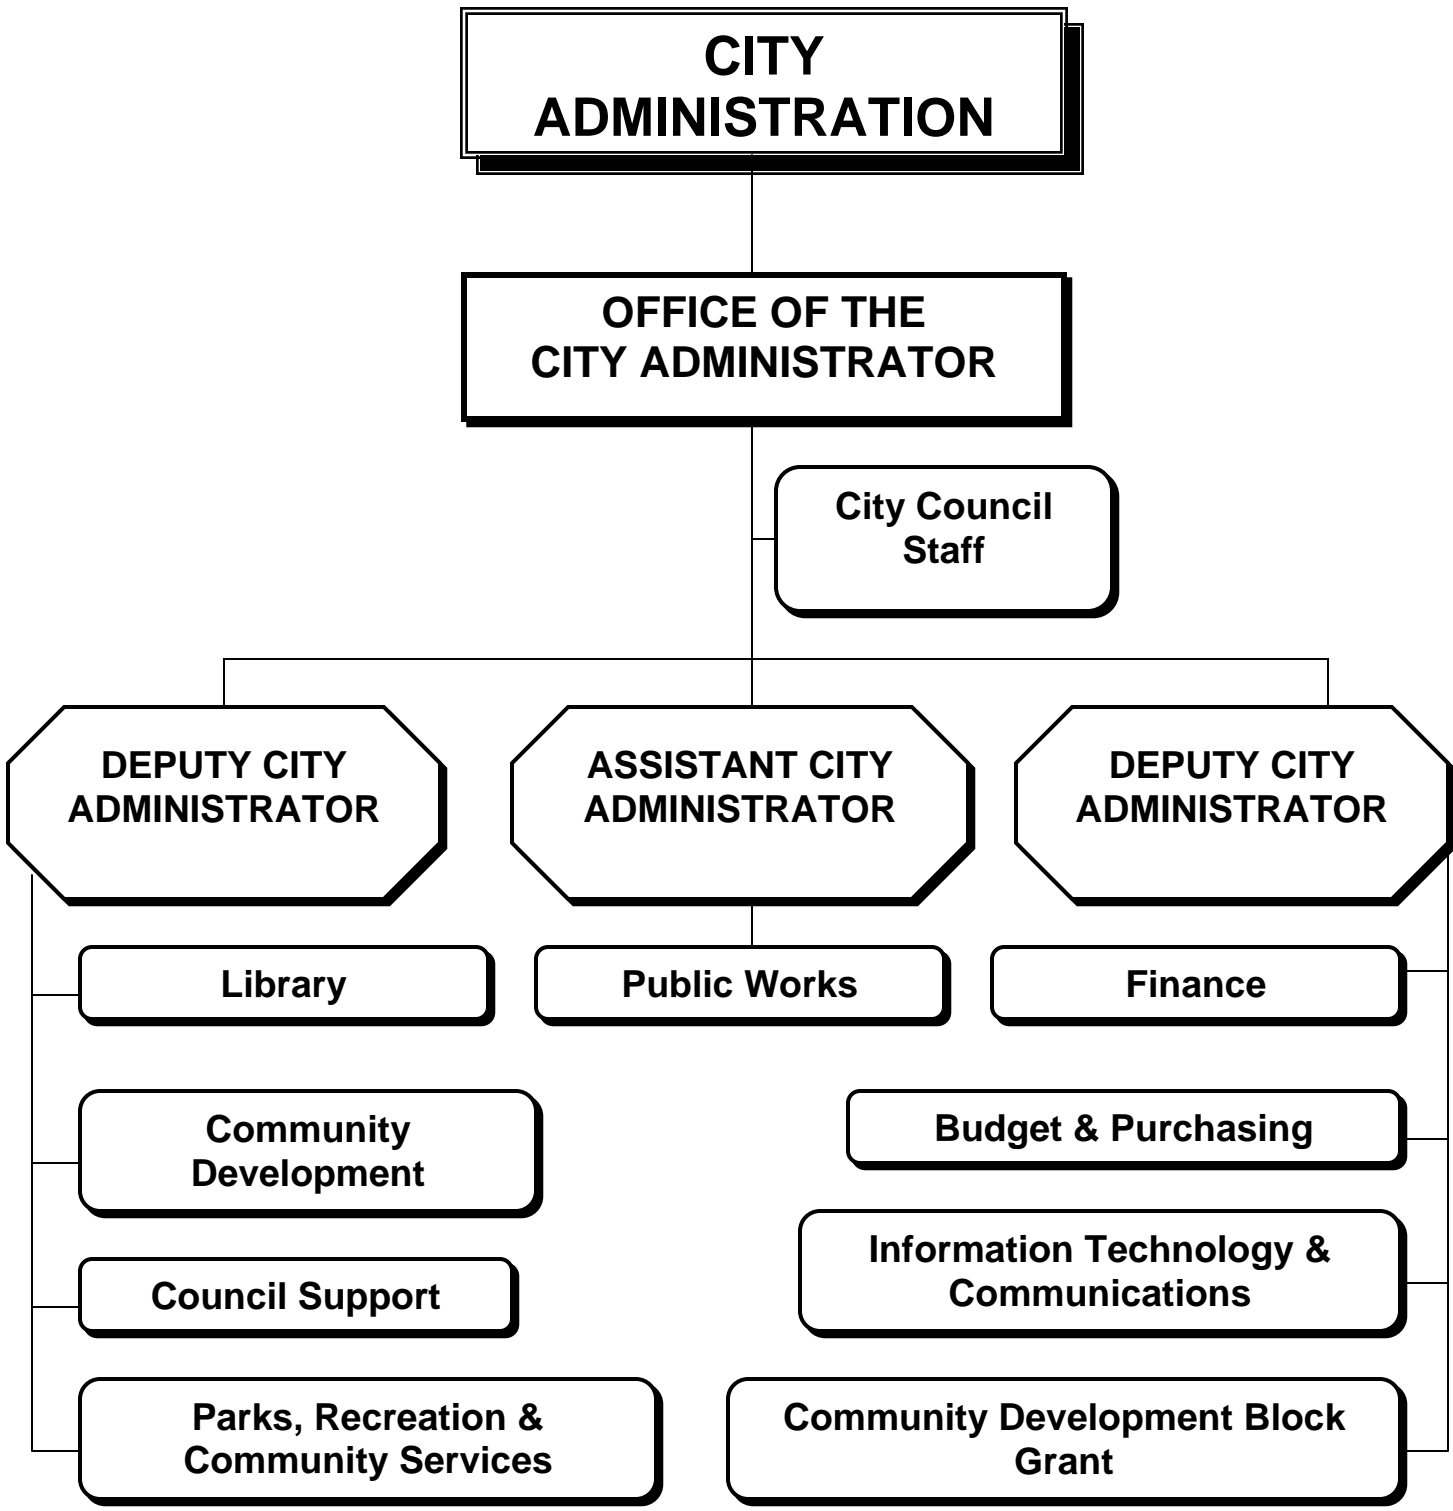 CITY
ADMINISTRATION
OFFICE OF THE
CITY ADMINISTRATOR
City Council
Staff
DEPUTY CITY
ADMINISTRATOR
ASSISTANT CITY
ADMINISTRATOR
DEPUTY CITY
ADMINISTRATOR
Library
Public Works
Finance
Community
Development
Budget & Purchasing
Information Technology &
Communications
Council Support
Parks, Recreation &
Community Services
Community Development Block
Grant